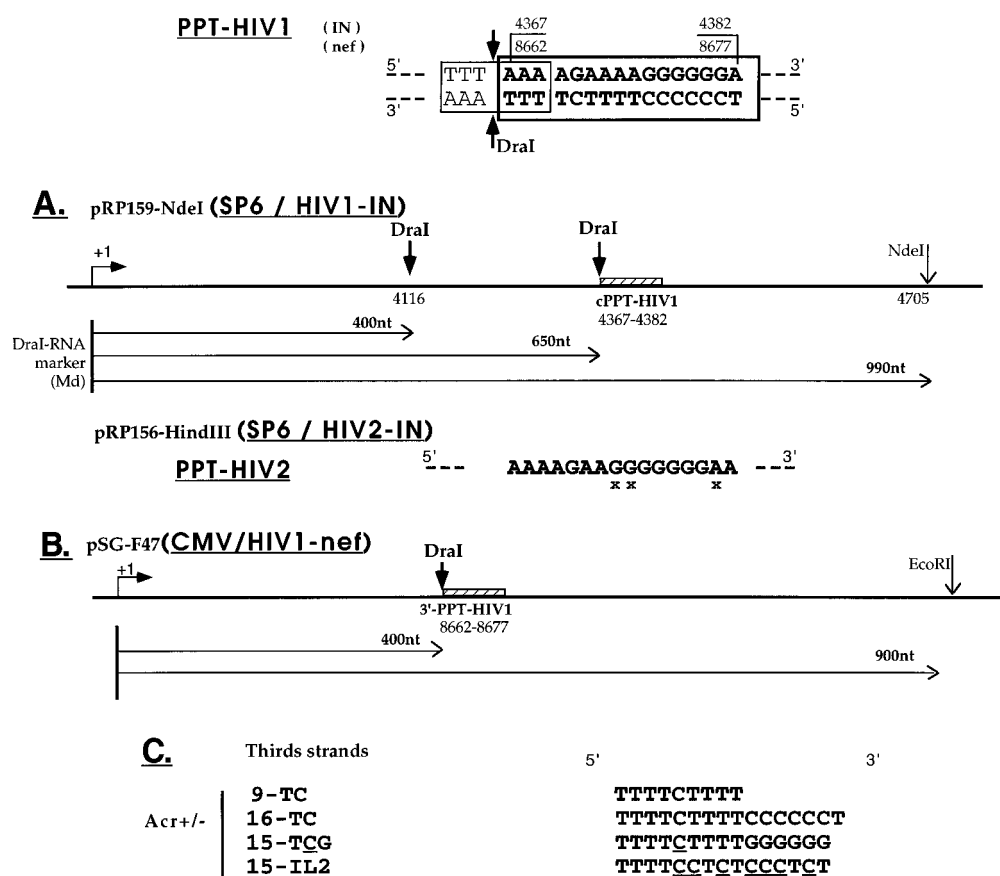 PPT-HIV1 (IN) 4367 4382
(nef) 8662 8677
5' TTT AAA AGAAAAGGGGGGA 3'
3' AAA TTT TCTTTTCCCCCCT 5'
DraI
A. pRP159-NdeI (SP6 / HIV1-IN)
DraI DraI
+1 NdeI
4116 cPPT-HIV1 4705
4367-4382
400nt
DraI-RNA 650nt
marker
(Md) 990nt
pRP156-HindIII (SP6 / HIV2-IN)
5' 3'
PPT-HIV2 AAAAGAAGGGGGGGAA
x x x
B. pSG-F47(CMV/HIV1-nef)
DraI
+1 EcoRI
3'-PPT-HIV1
8662-8677
400nt
900nt
C. Thirds strands 5' 3'
9-TC TTTTCTTTT
Acr+/- 16-TC TTTTCTTTTCCCCCCT
15-TCG TTTTCTTTTGGGGGG
15-IL2 TTTTCCTCTCCCTCT